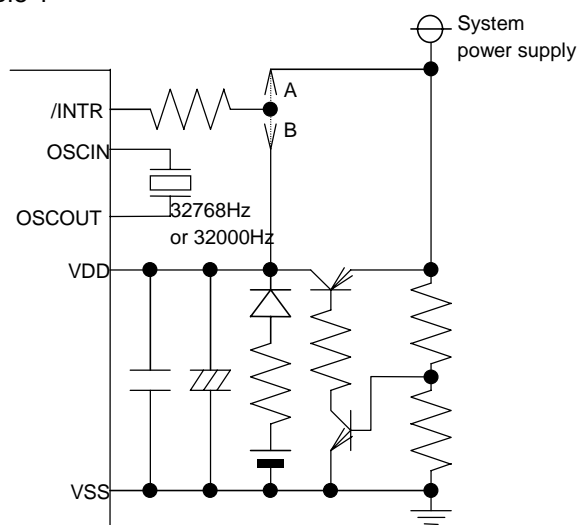 System
power supply
A
/INTR
B
OSCIN
OSCOUT
32768Hz
or 32000Hz
VDD
VSS